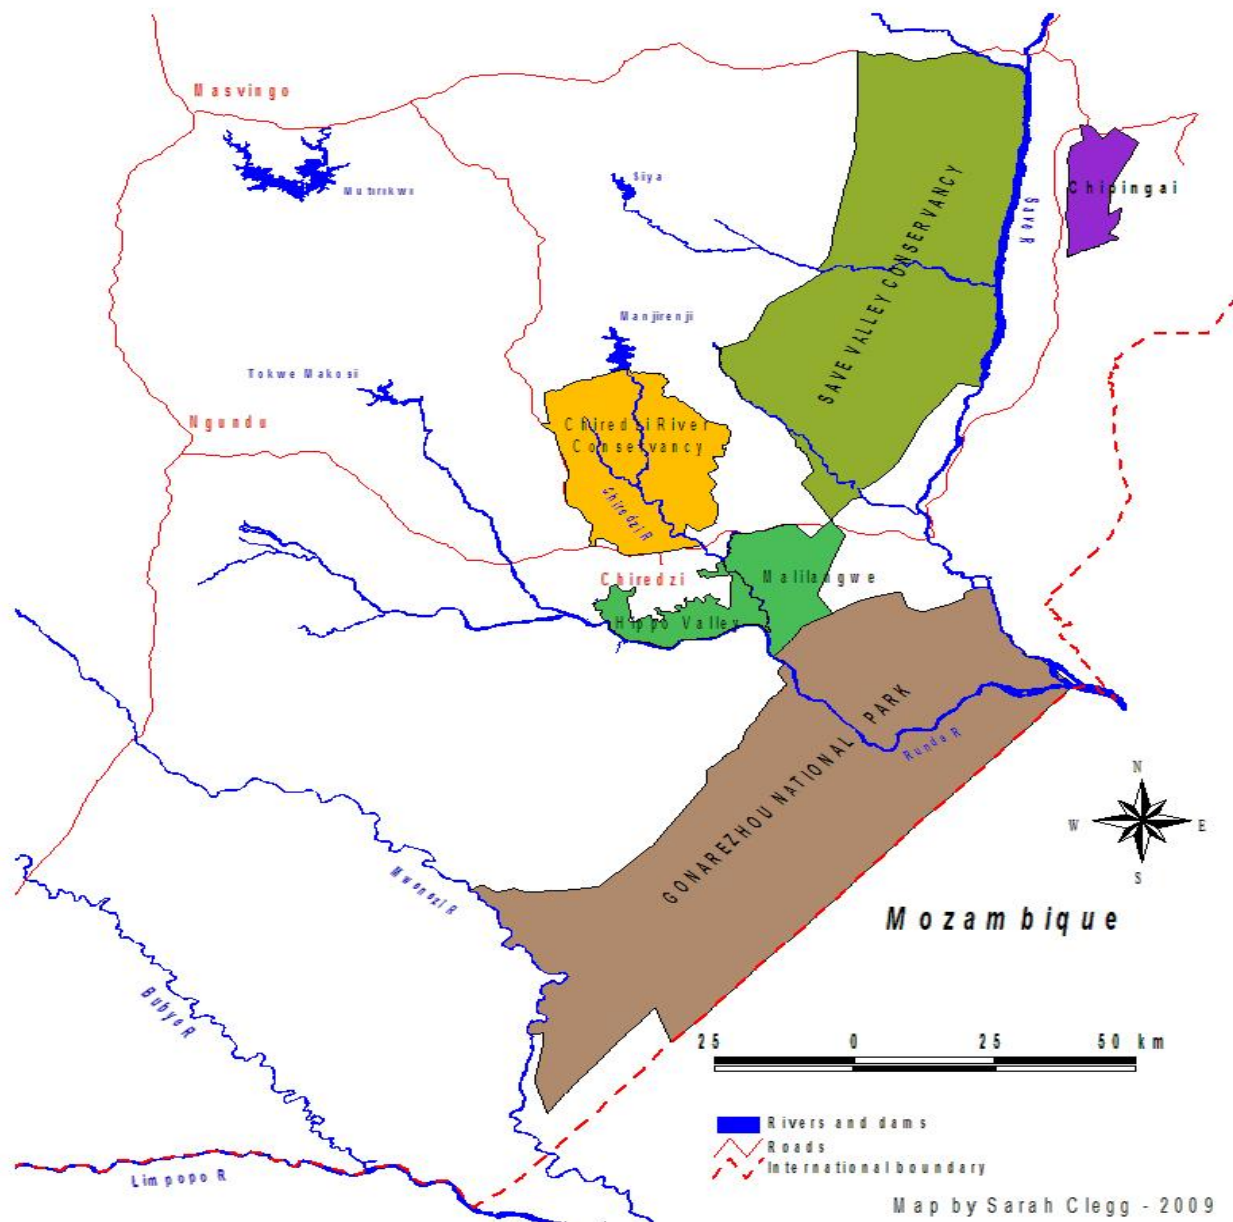 Masvingo
Mutirikwi
Siya
SAVE VALLEY CONSERVANCY
Save R
Chipingai
Manjirenji
Tokwe Makosi
Ngundu
Chiredzi River
Conservancy
Chiredzi R
Chiredzi
Malilangwe
Hippo Valley
GONAREZHOU NATIONAL PARK
Runde R
N
W E
S
Mwenezi R
Mozambique
Bubye R
25 0 25 50 km
Rivers and dams
Roads
International boundary
Limpopo R
Map by Sarah Clegg - 2009